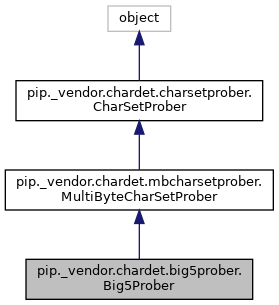 object
pip._vendor.chardet.charsetprober.
CharSetProber
pip._vendor.chardet.mbcharsetprober.
MultiByteCharSetProber
pip._vendor.chardet.big5prober.
Big5Prober